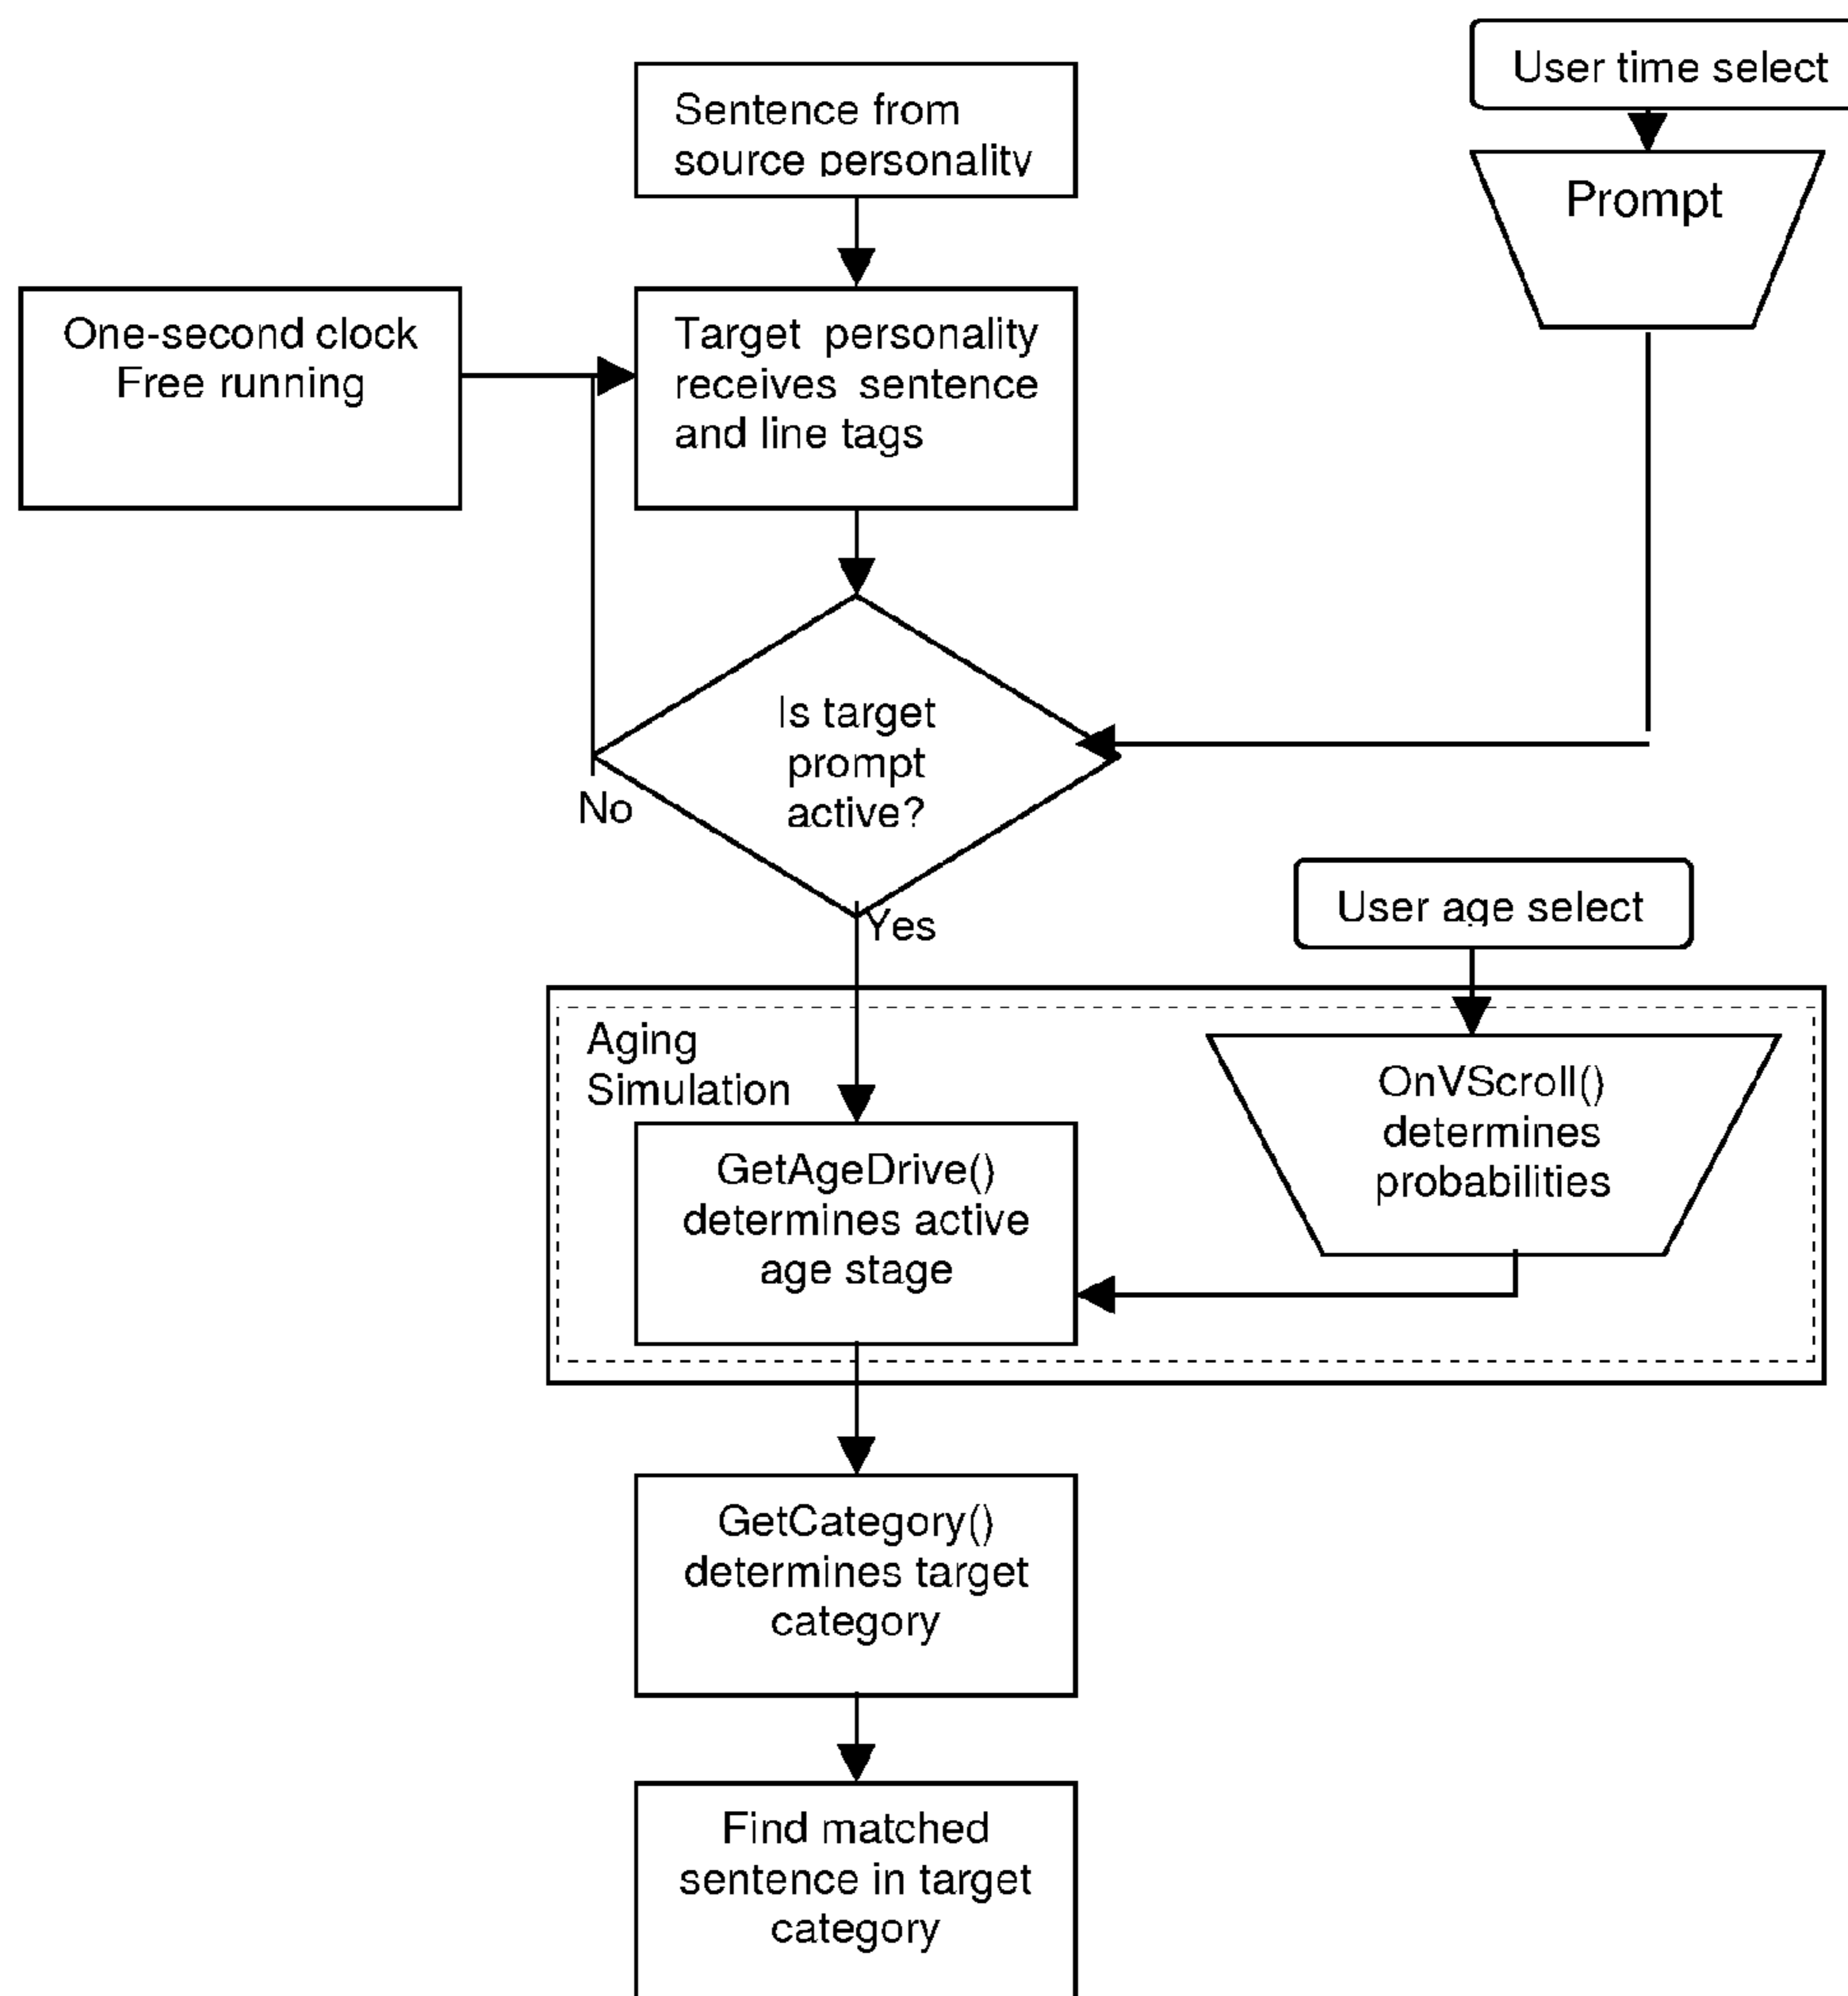 User time select
Sentence from
source personality
Prompt
One-second clock
Free running
Target personality
receives sentence
and line tags
Is target
prompt
active?
No
Yes
User age select
Aging
Simulation
OnVScroll()
determines
probabilities
GetAgeDrive()
determines active
age stage
GetCategory()
determines target
category
Find matched
sentence in target
category